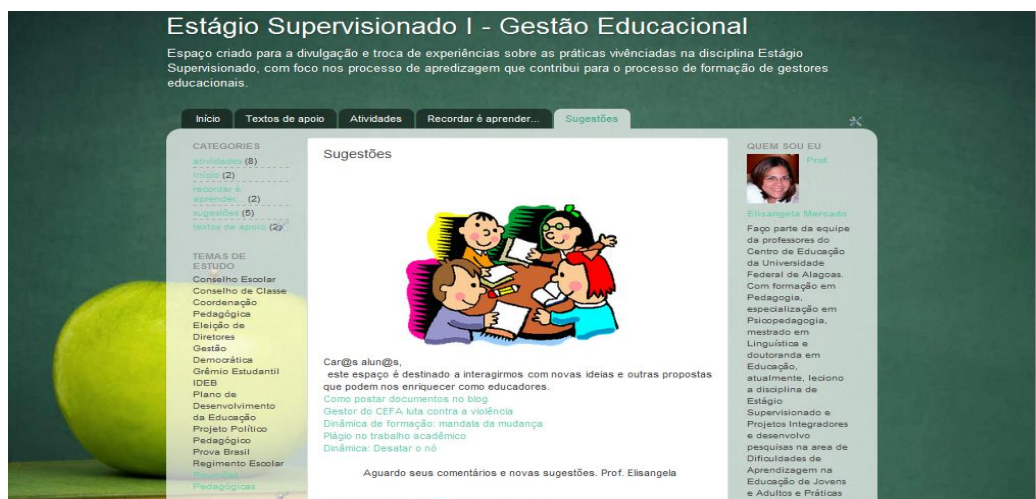 Estágio Supervisionado I - Gestão Educacional
Espaço criado para a divulgação e troca de experiências sobre as práticas vivênciadas na disciplina Estágio
Supervisionado, com foco nos processo de apredizagem que contribui para o processo de formação de gestores
educacionais.
Início
Textos de apoio
Atividades
Recordar é aprender...
Sugestões
CATEGORIES
atividades (8)
início (2)
recordar é
aprender... (2)
sugestões (5)
textos de apoio (2)
TEMAS DE
ESTUDO
Conselho Escolar
Conselho de Classe
Coordenação
Pedagógica
Eleição de
Diretores
Gestão
Democrática
Grêmio Estudantil
IDEB
Plano de
Desenvolvimento
da Educação
Projeto Político
Pedagógico
Prova Brasil
Regimento Escolar
Reuniões
Pedagógicas
Sugestões
Car@s alun@s,
este espaço é destinado a interagirmos com novas ideias e outras propostas
que podem nos enriquecer como educadores.
Como postar documentos no blog
Gestor do CEFA luta contra a violência
Dinâmica de formação: mandala da mudança
Plágio no trabalho acadêmico
Dinâmica: Desatar o nó
Aguardo seus comentários e novas sugestões. Prof. Elisangela
QUEM SOU EU
Prof.
Elisangela Mercado
Faço parte da equipe
da professores do
Centro de Educação
da Universidade
Federal de Alagoas.
Com formação em
Pedagogia,
especialização em
Psicopedagogia,
mestrado em
Linguística e
doutoranda em
Educação,
atualmente, leciono
a disciplina de
Estágio
Supervisionado e
Projetos Integradores
e desenvolvo
pesquisas na area de
Dificuldades de
Aprendizagem na
Educação de Jovens
e Adultos e Práticas